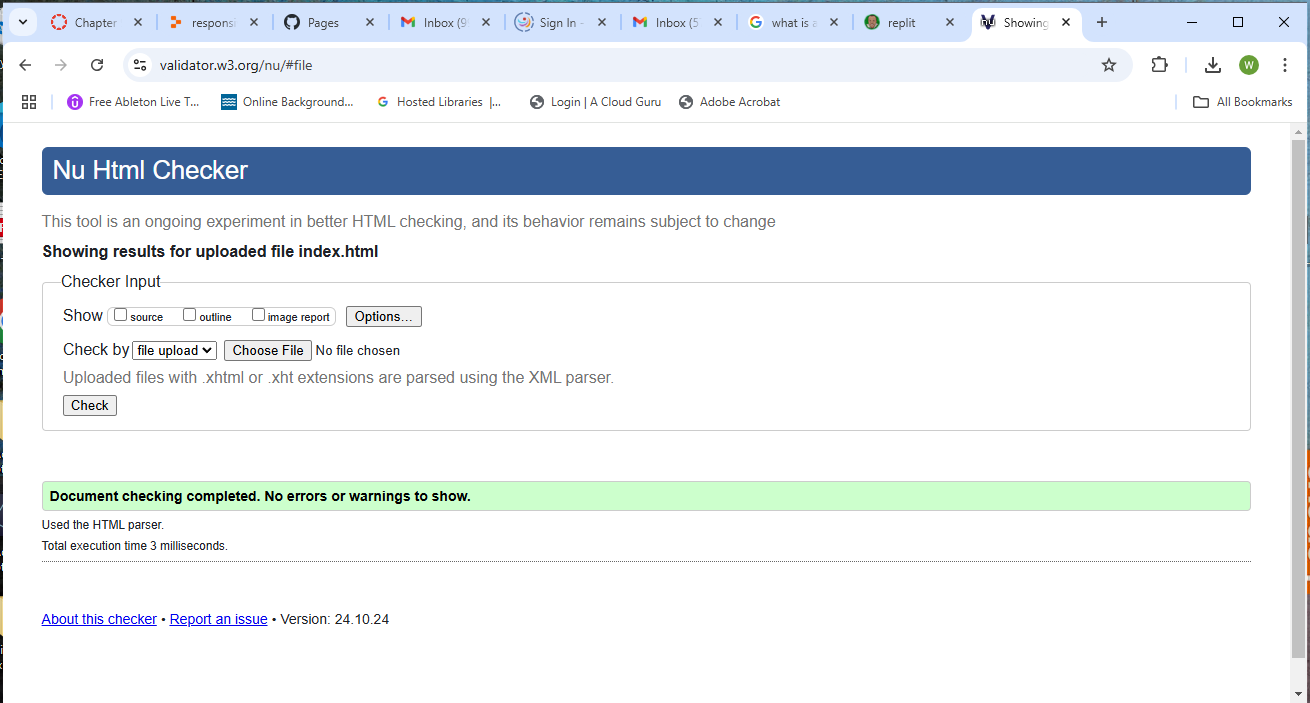 Chapter
responsi
Pages
Inbox (9
Sign In -
Inbox (5
what is a
replit
Showing
validator.w3.org/nu/#file
W
Free Ableton Live T...
Online Background...
Hosted Libraries |...
Login | A Cloud Guru
Adobe Acrobat
All Bookmarks
Nu Html Checker
This tool is an ongoing experiment in better HTML checking, and its behavior remains subject to change
Showing results for uploaded file index.html
Checker Input
Show source outline image report Options...
Check by file upload Choose File No file chosen
Uploaded files with .xhtml or .xht extensions are parsed using the XML parser.
Check
Document checking completed. No errors or warnings to show.
Used the HTML parser.
Total execution time 3 milliseconds.
About this checker • Report an issue • Version: 24.10.24